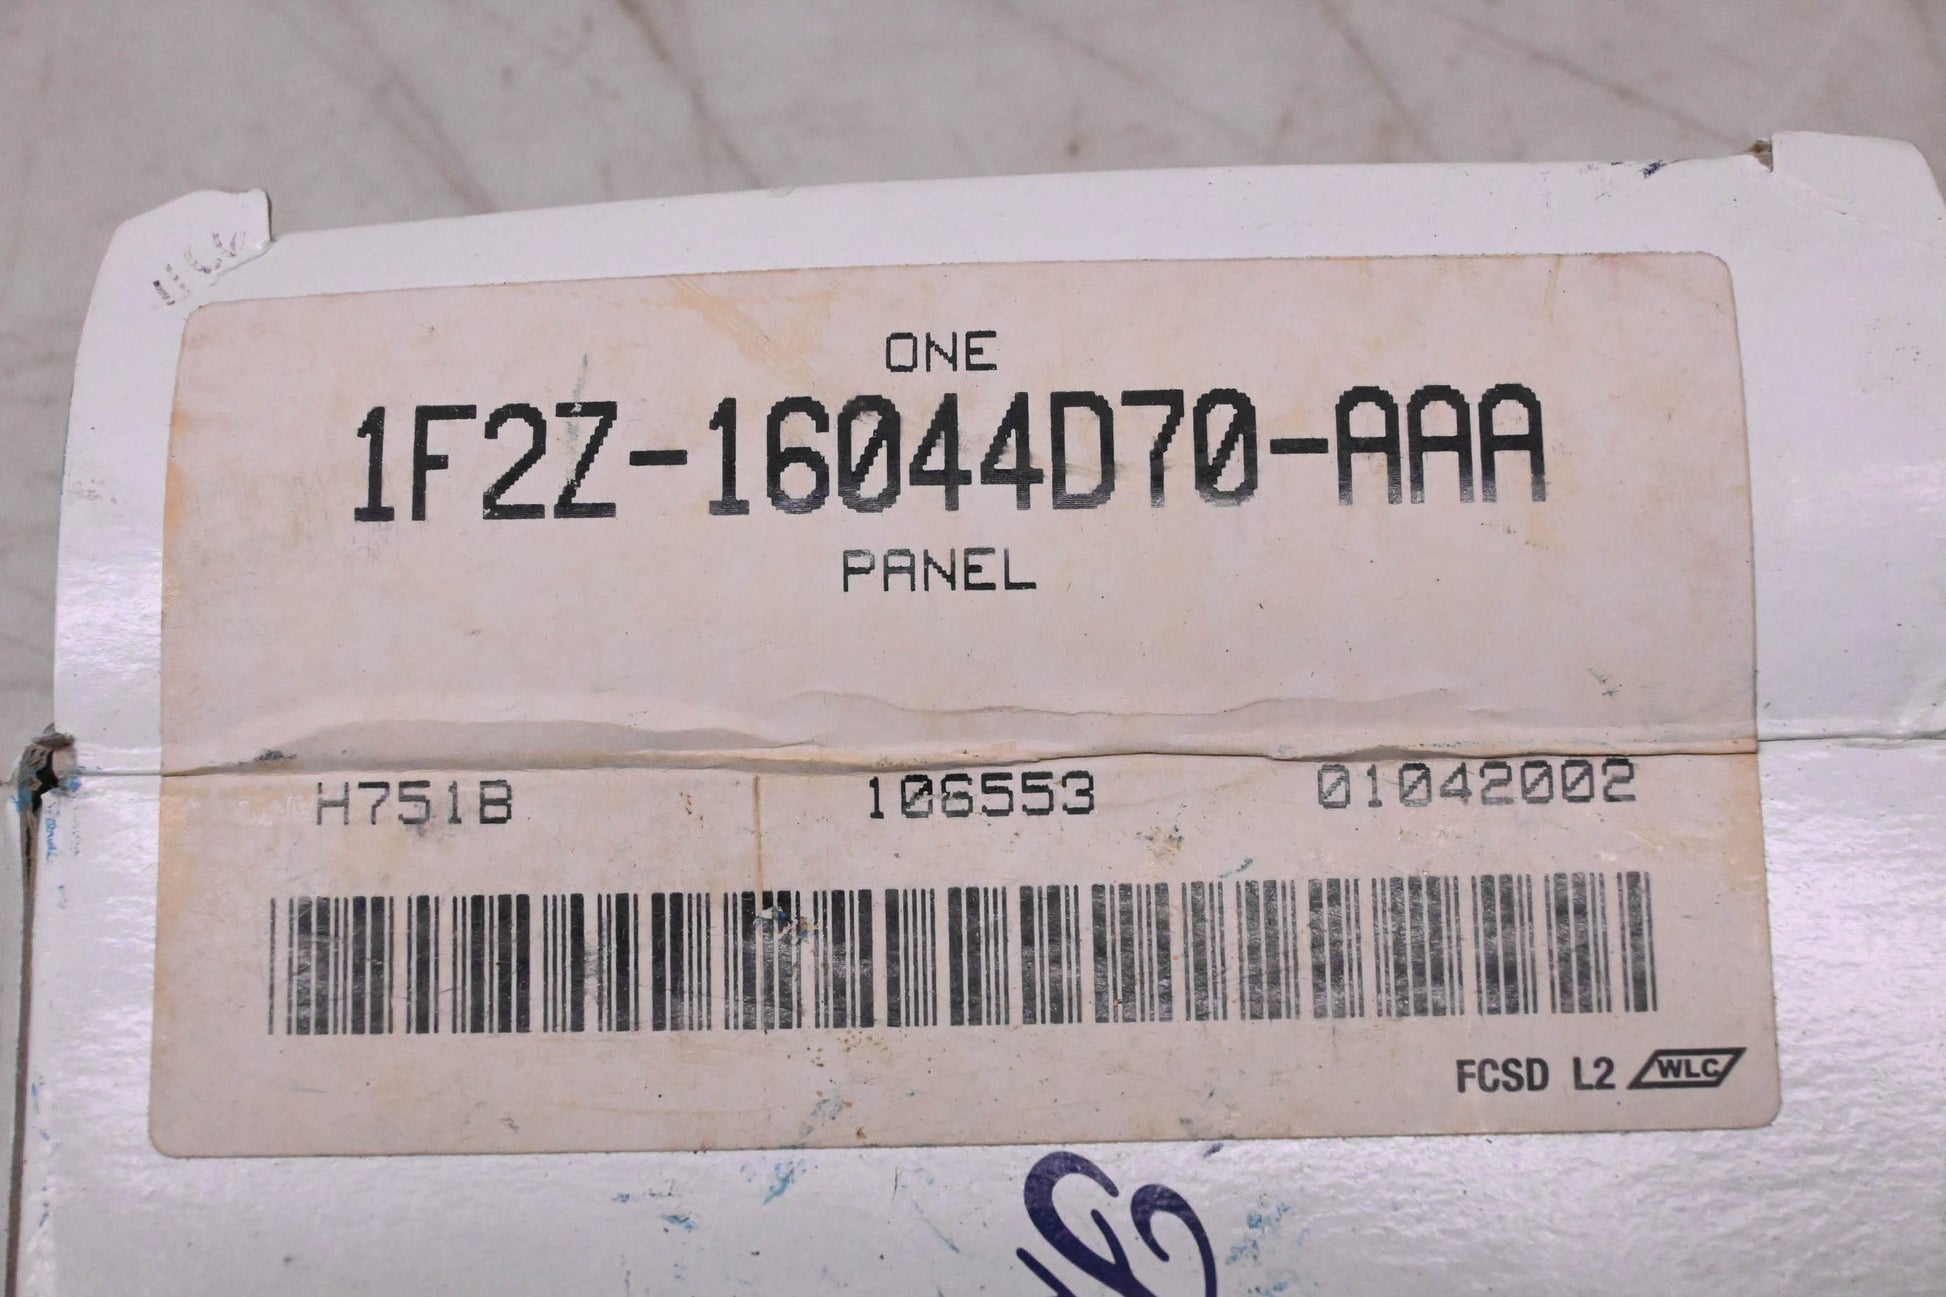 ONE
1F2Z-16044D70-AAA
PANEL
H751B 106553 01042002
FCSD L2 WLC